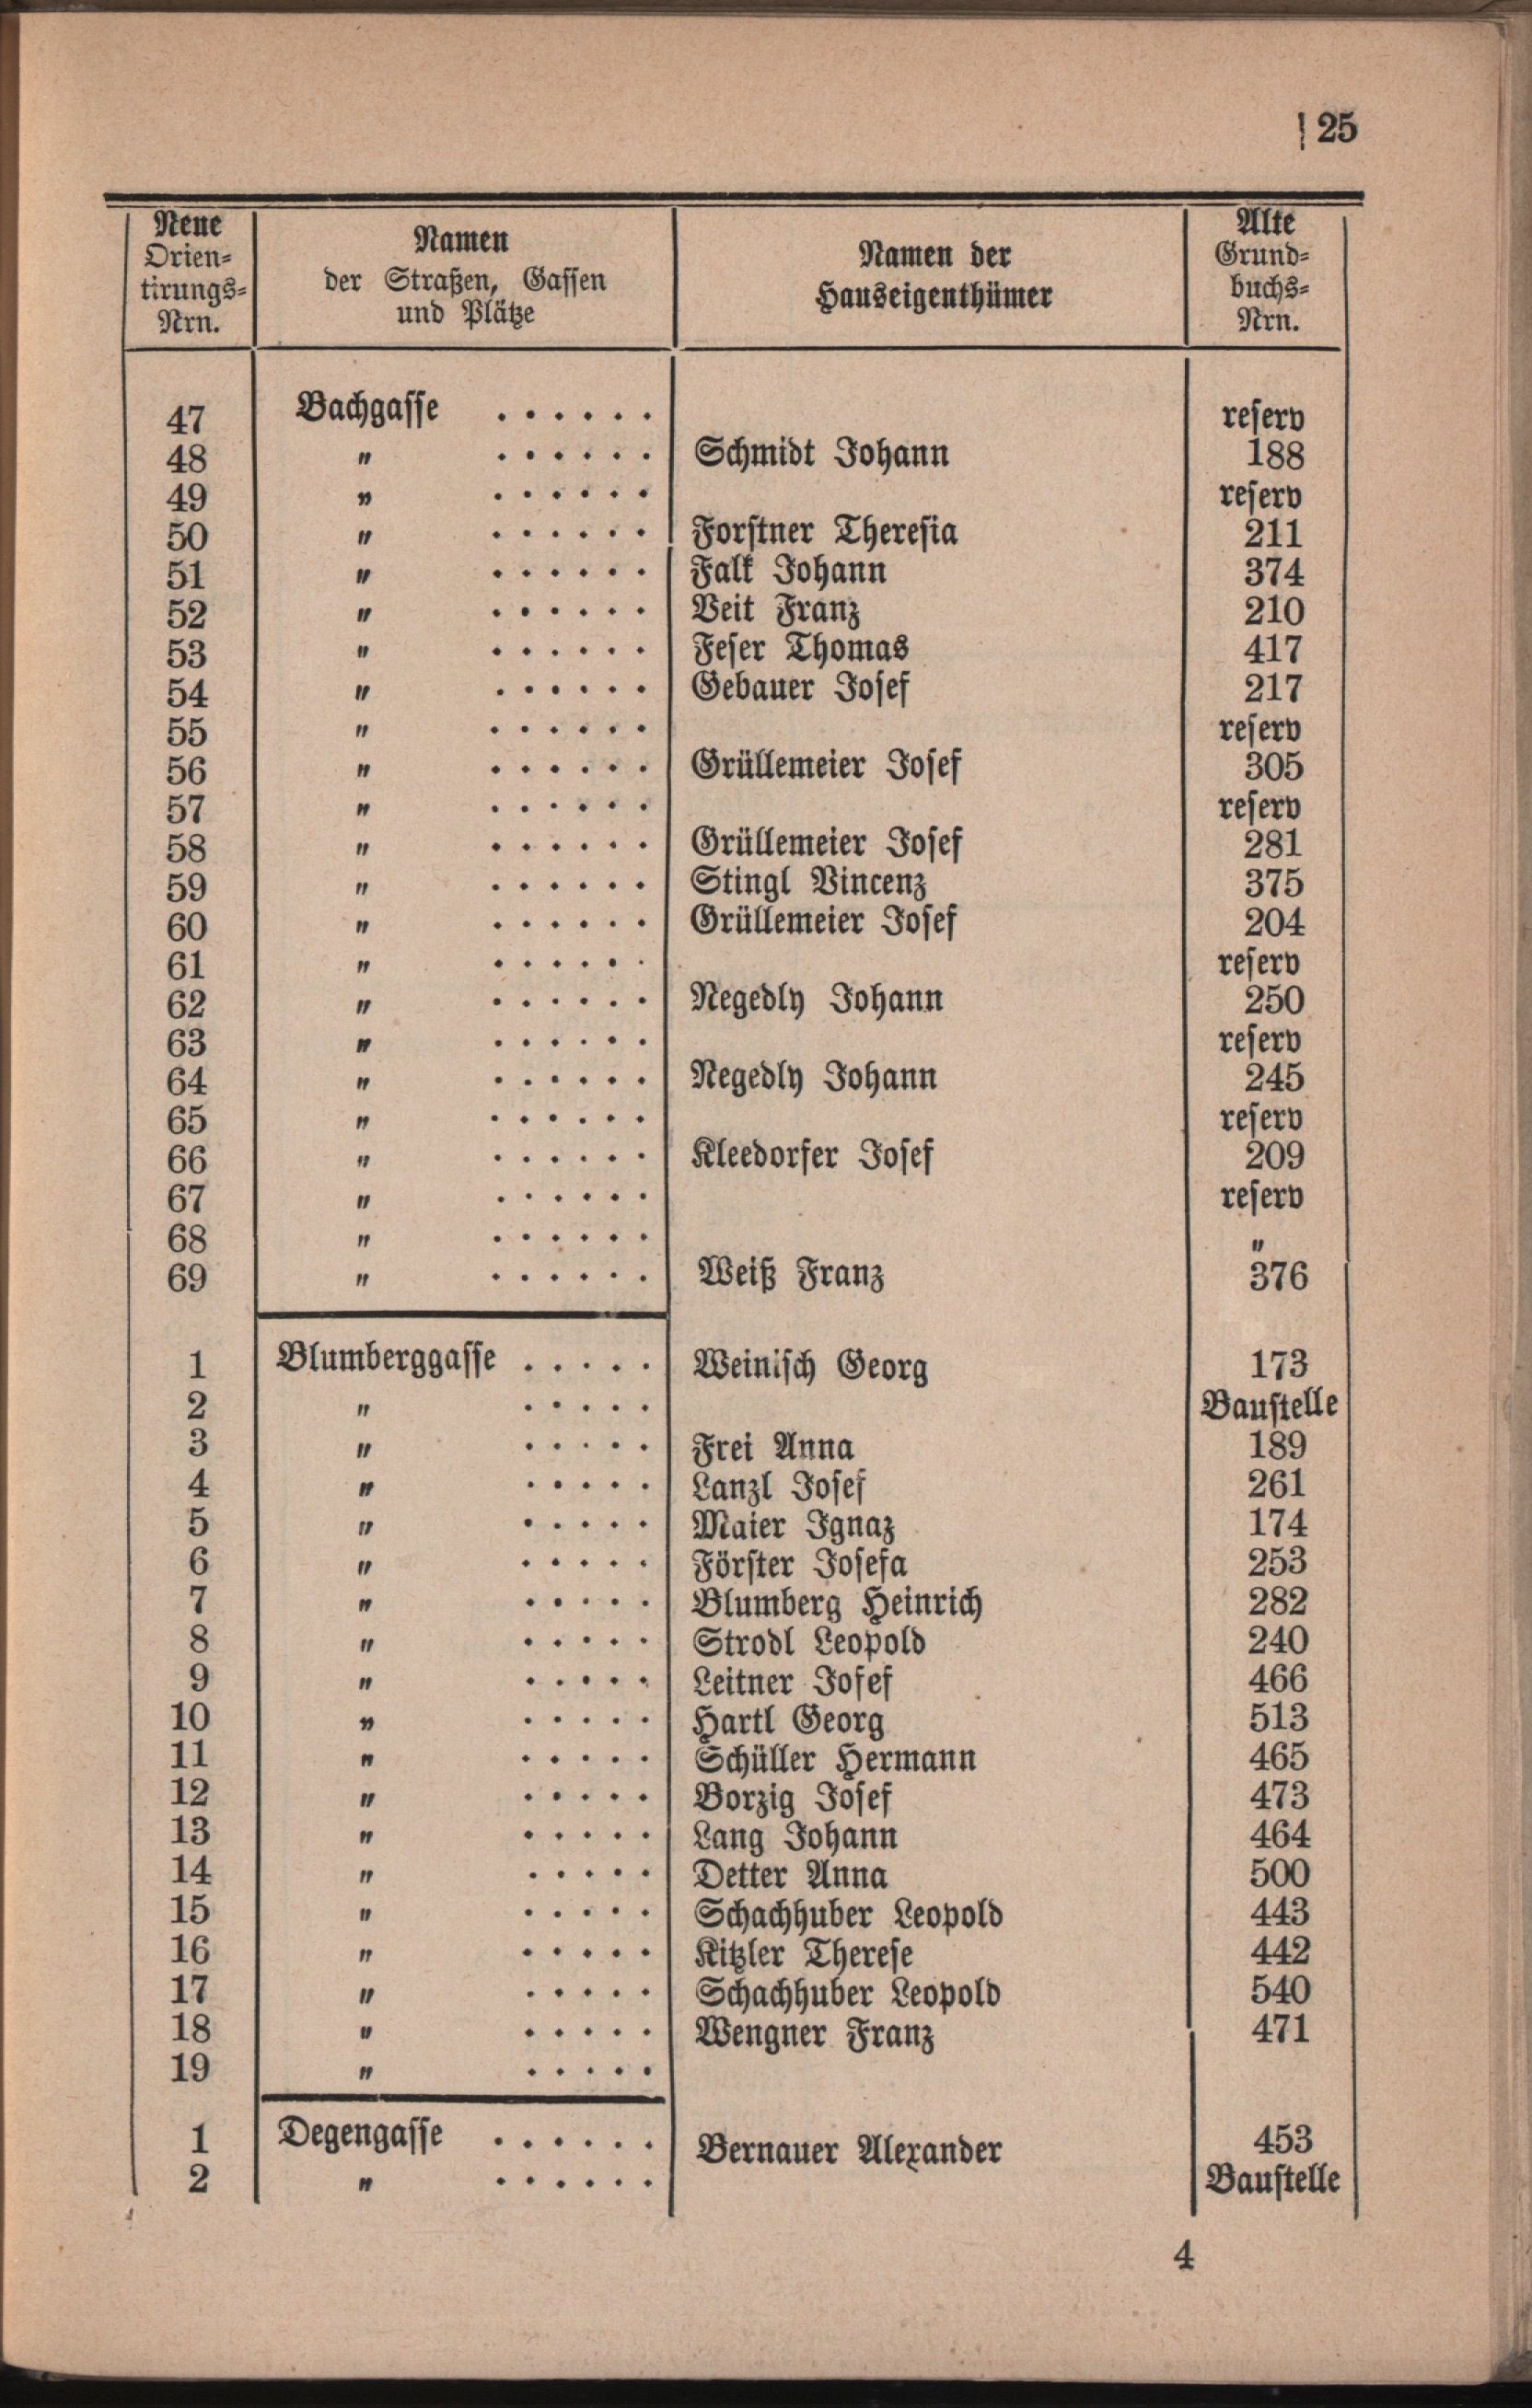 25
Neue Orien- tirungs- Nrn. Namen der Straßen, Gassen und Plätze Namen der Hauseigenthümer Alte Grund- buchs- Nrn.
47 Bachgasse . . . . . . reserv
48 " . . . . . . Schmidt Johann 188
49 " . . . . . . reserv
50 " . . . . . . Forstner Theresia 211
51 " . . . . . . Falk Johann 374
52 " . . . . . . Veit Franz 210
53 " . . . . . . Feser Thomas 417
54 " . . . . . . Gebauer Josef 217
55 " . . . . . . reserv
56 " . . . . . . Grüllemeier Josef 305
57 " . . . . . . reserv
58 " . . . . . . Grüllemeier Josef 281
59 " . . . . . . Stingl Vincenz 375
60 " . . . . . . Grüllemeier Josef 204
61 " . . . . . . reserv
62 " . . . . . . Negedly Johann 250
63 " . . . . . . reserv
64 " . . . . . . Negedly Johann 245
65 " . . . . . . reserv
66 " . . . . . . Kleedorfer Josef 209
67 " . . . . . . reserv
68 " . . . . . . "
69 " . . . . . . Weiß Franz 376
1 Blumberggasse . . . . . Weinisch Georg 173
2 " . . . . . Baustelle
3 " . . . . . Frei Anna 189
4 " . . . . . Lanzl Josef 261
5 " . . . . . Maier Ignaz 174
6 " . . . . . Förster Josefa 253
7 " . . . . . Blumberg Heinrich 282
8 " . . . . . Strodl Leopold 240
9 " . . . . . Leitner Josef 466
10 " . . . . . Hartl Georg 513
11 " . . . . . Schüller Hermann 465
12 " . . . . . Borzig Josef 473
13 " . . . . . Lang Johann 464
14 " . . . . . Detter Anna 500
15 " . . . . . Schachhuber Leopold 443
16 " . . . . . Kitzler Therese 442
17 " . . . . . Schachhuber Leopold 540
18 " . . . . . Wengner Franz 471
19 " . . . . .
1 Degengasse . . . . . . Bernauer Alexander 453
2 " . . . . . . Baustelle
4